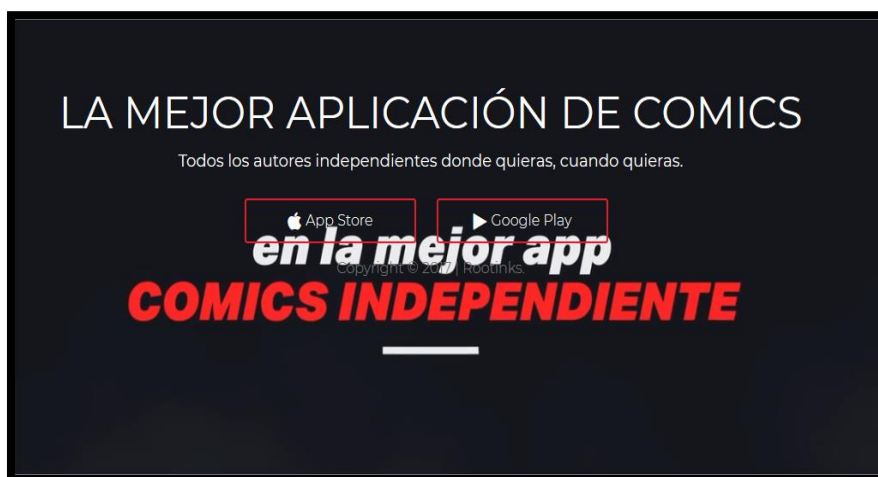 LA MEJOR APLICACIÓN DE COMICS
Todos los autores independientes donde quieras, cuando quieras.
App Store
Google Play
en la mejor app
Copyright © 2017 | Rootinks.
COMICS INDEPENDIENTE